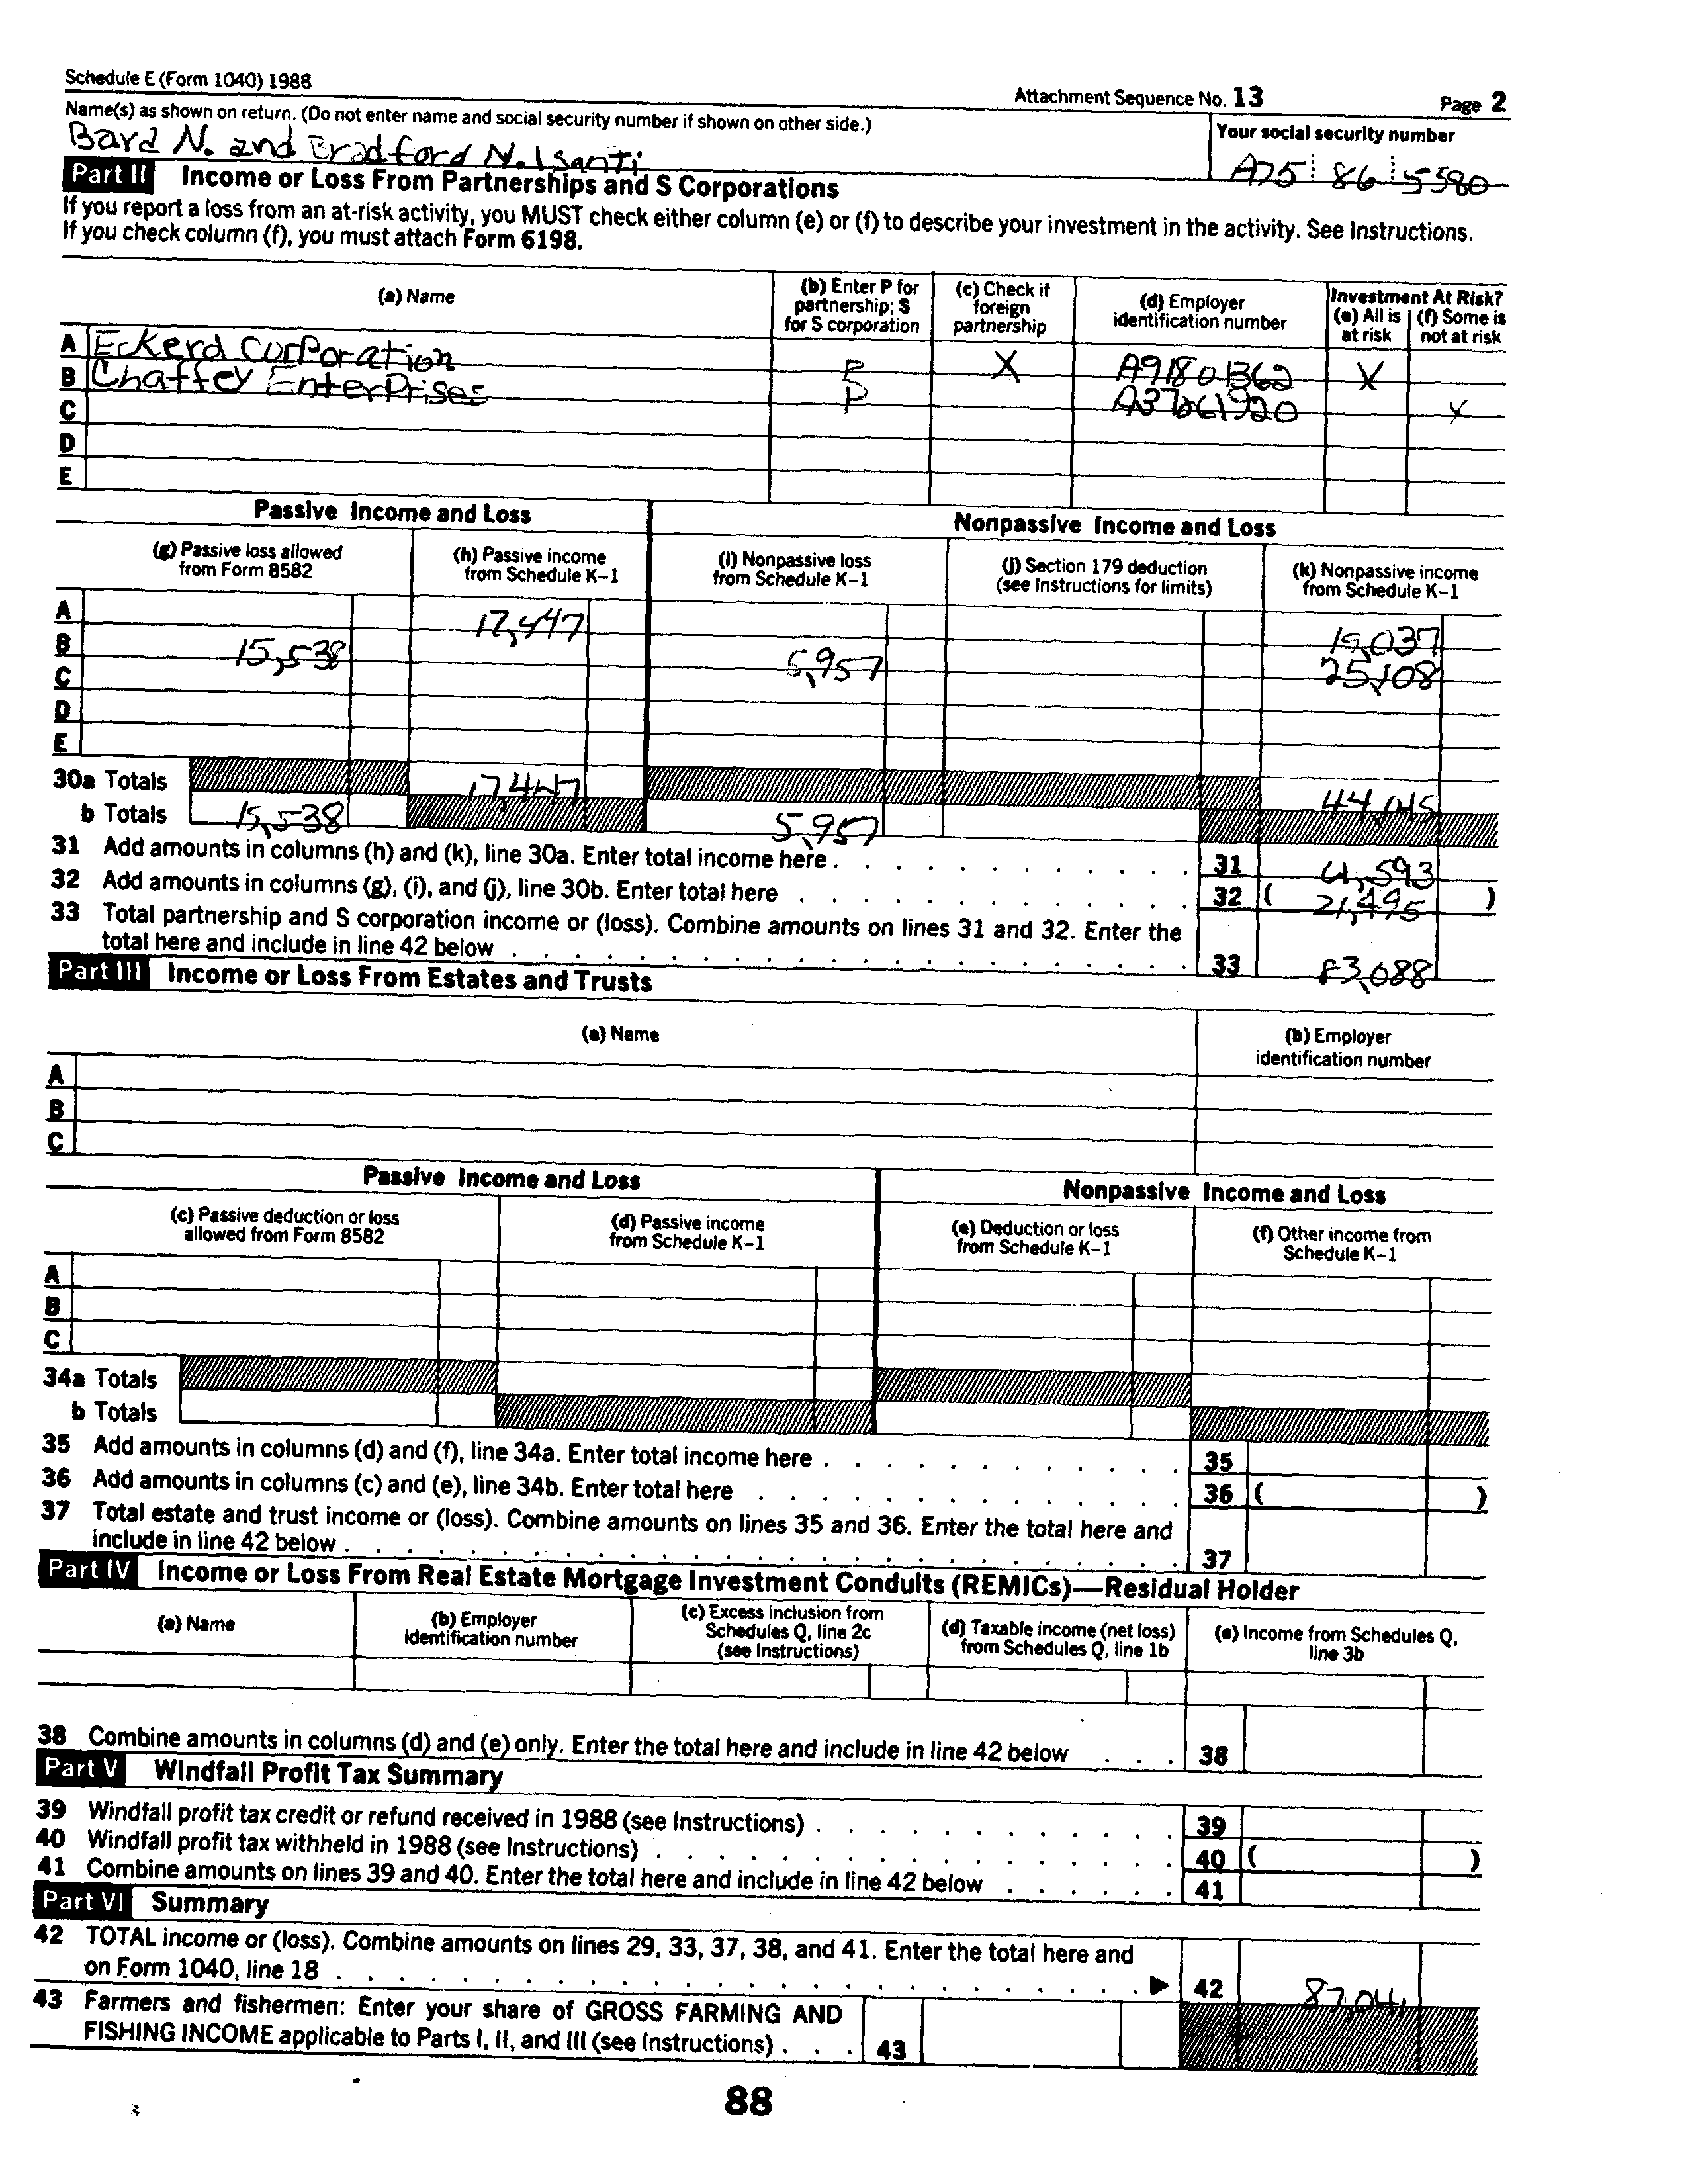 Schedule E (Form 1040) 1988
Attachment Sequence No. 13 Page 2
Name(s) as shown on return. (Do not enter name and social security number if shown on other side.)
Your social security number
Bard N. and Bradford N. Isanti
A75 86 5580
Part II Income or Loss From Partnerships and S Corporations
If you report a loss from an at-risk activity, you MUST check either column (e) or (f) to describe your investment in the activity. See Instructions.
If you check column (f), you must attach Form 6198.
(a) Name
(b) Enter P for partnership; S for S corporation
(c) Check if foreign partnership
(d) Employer identification number
Investment At Risk?
(e) All is at risk
(f) Some is not at risk
A Eckerd Corporation P X A91801362 X
B Chaffey Enterprises P A37261920 X
C
D
E
Passive Income and Loss
Nonpassive Income and Loss
(g) Passive loss allowed from Form 8582
(h) Passive income from Schedule K–1
(i) Nonpassive loss from Schedule K–1
(j) Section 179 deduction (see Instructions for limits)
(k) Nonpassive income from Schedule K–1
A 17,447 19,037
B 15,538 5,957 25,108
C
D
E
30a Totals 17,447
b Totals 15,538 5,957
31 Add amounts in columns (h) and (k), line 30a. Enter total income here 31
32 Add amounts in columns (g), (i), and (j), line 30b. Enter total here 32 ( 21,495 )
33 Total partnership and S corporation income or (loss). Combine amounts on lines 31 and 32. Enter the
total here and include in line 42 below 33 83,088
Part III Income or Loss From Estates and Trusts
(a) Name
(b) Employer identification number
A
B
C
Passive Income and Loss
Nonpassive Income and Loss
(c) Passive deduction or loss allowed from Form 8582
(d) Passive income from Schedule K–1
(e) Deduction or loss from Schedule K–1
(f) Other income from Schedule K–1
A
B
C
34a Totals
b Totals
35 Add amounts in columns (d) and (f), line 34a. Enter total income here 35
36 Add amounts in columns (c) and (e), line 34b. Enter total here 36 ( )
37 Total estate and trust income or (loss). Combine amounts on lines 35 and 36. Enter the total here and
include in line 42 below 37
Part IV Income or Loss From Real Estate Mortgage Investment Conduits (REMICs)—Residual Holder
(a) Name
(b) Employer identification number
(c) Excess inclusion from Schedules Q, line 2c (see Instructions)
(d) Taxable income (net loss) from Schedules Q, line 1b
(e) Income from Schedules Q, line 3b
38 Combine amounts in columns (d) and (e) only. Enter the total here and include in line 42 below 38
Part V Windfall Profit Tax Summary
39 Windfall profit tax credit or refund received in 1988 (see Instructions) 39
40 Windfall profit tax withheld in 1988 (see Instructions) 40 ( )
41 Combine amounts on lines 39 and 40. Enter the total here and include in line 42 below 41
Part VI Summary
42 TOTAL income or (loss). Combine amounts on lines 29, 33, 37, 38, and 41. Enter the total here and
on Form 1040, line 18 42
43 Farmers and fishermen: Enter your share of GROSS FARMING AND
FISHING INCOME applicable to Parts I, II, and III (see Instructions) 43
88